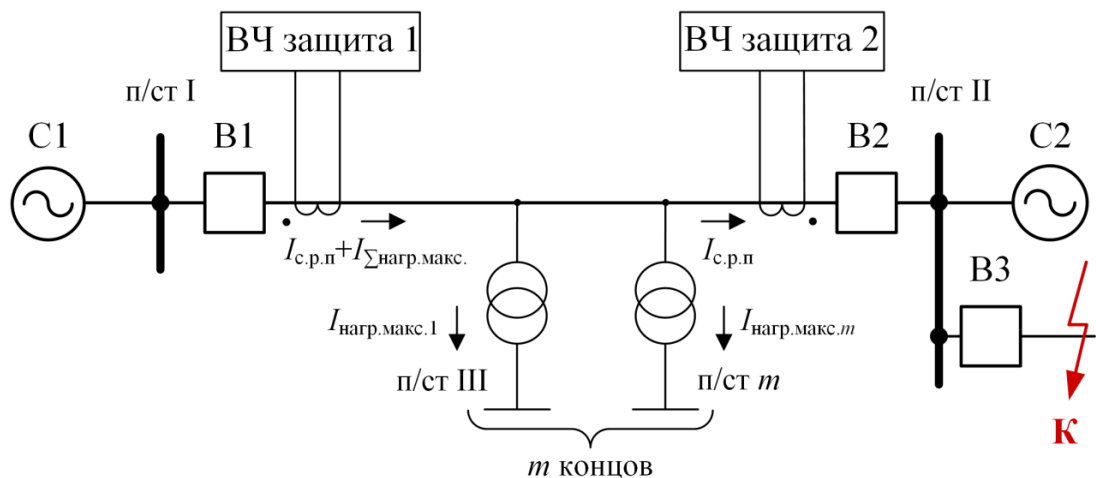 ВЧ защита 1
ВЧ защита 2
п/ст I
п/ст II
С1
В1
В2
С2
Iс.р.п+I∑нагр.макс.
Iс.р.п
В3
Iнагр.макс.1
Iнагр.макс.m
п/ст III
п/ст m
К
m концов